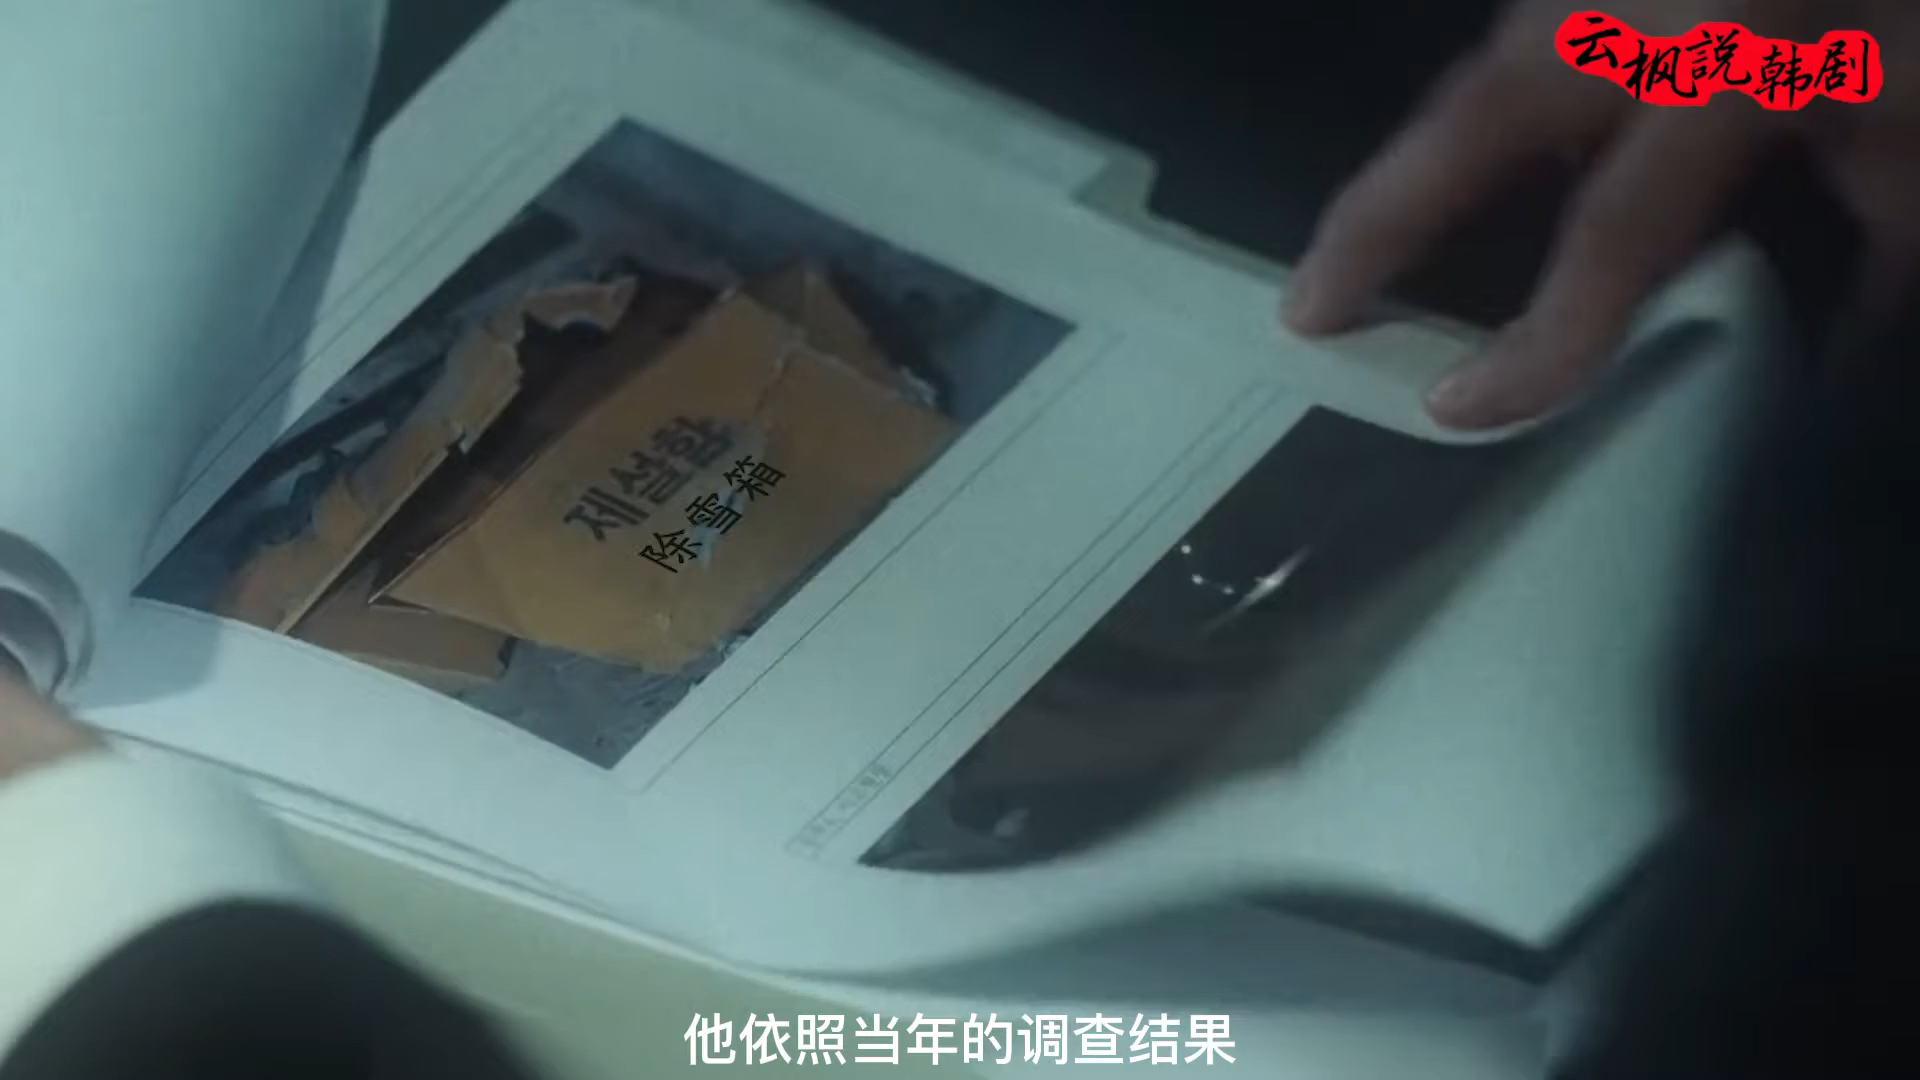 云枫説韩剧
제설함
除雪箱
他依照当年的调查结果